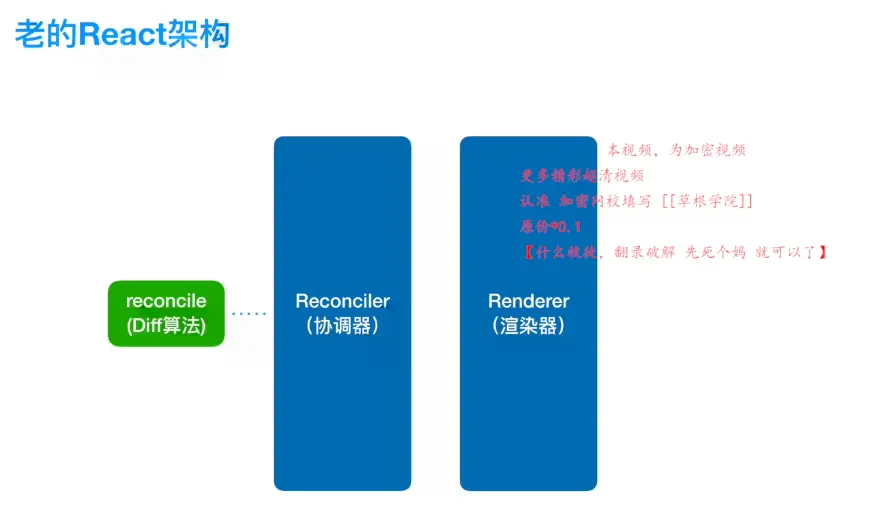 老的React架构
本视频，为加密视频
更多精彩超清视频
认准 加密网校填写 [[草根学院]]
原价*0.1
【什么收徒，翻录破解 先死个妈 就可以了】
reconcile
(Diff算法)
Reconciler
（协调器）
Renderer
（渲染器）